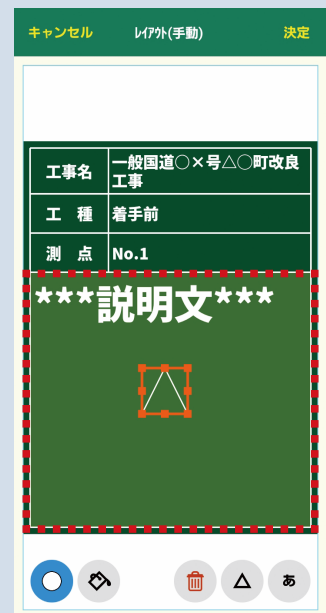 キャンセル ﾚｲｱｳﾄ(手動) 決定
工事名 一般国道○×号△○町改良
工事
工 種 着手前
測 点 No.1
***説明文***
あ